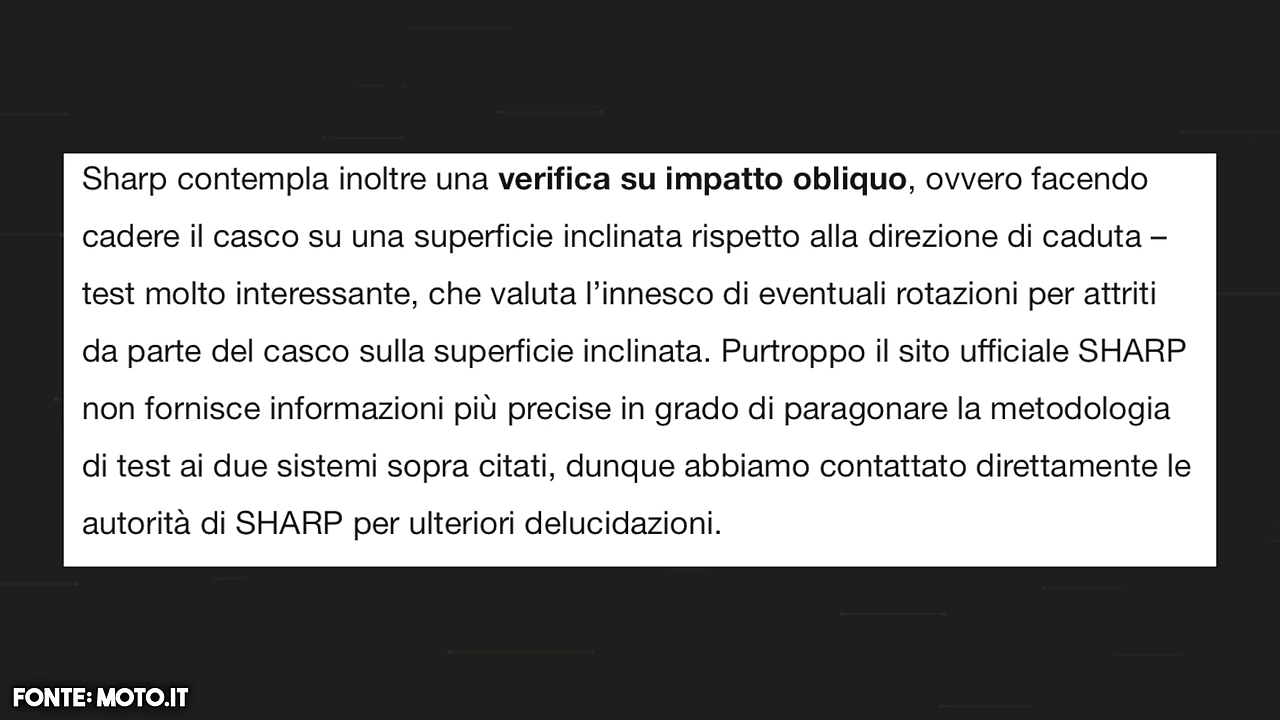 Sharp contempla inoltre una verifica su impatto obliquo, ovvero facendo
cadere il casco su una superficie inclinata rispetto alla direzione di caduta –
test molto interessante, che valuta l’innesco di eventuali rotazioni per attriti
da parte del casco sulla superficie inclinata. Purtroppo il sito ufficiale SHARP
non fornisce informazioni più precise in grado di paragonare la metodologia
di test ai due sistemi sopra citati, dunque abbiamo contattato direttamente le
autorità di SHARP per ulteriori delucidazioni.
FONTE: MOTO.IT